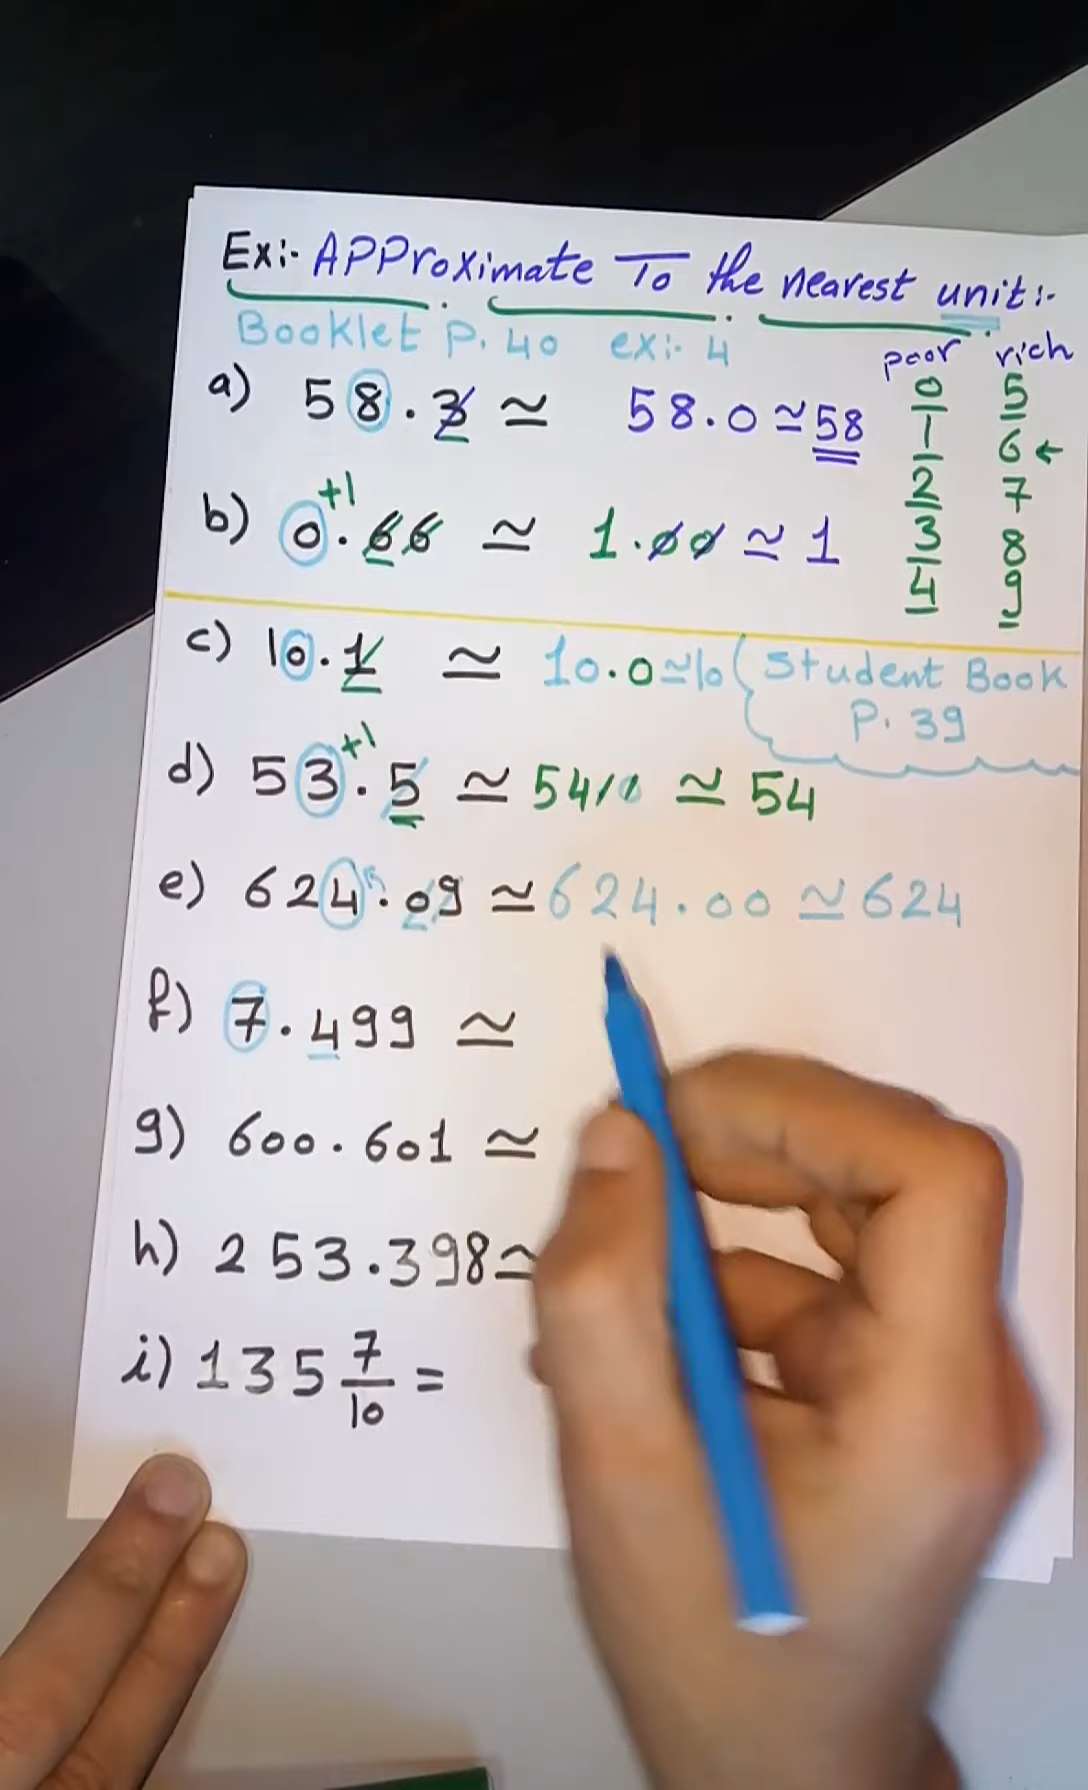 Ex:- APProximate To the nearest unit:-
Booklet P. 40 ex:- 4
poor rich
0 5
1 6 ←
2 7
3 8
4 9
a) 58.3 ≃ 58.0 ≃ 58
+1
b) 0.66 ≃ 1.00 ≃ 1
c) 10.1 ≃ 10.0 ≃ 10
Student Book
P. 39
+1
d) 53.5 ≃ 54 ≃ 54
e) 624.09 ≃ 624.00 ≃ 624
f) 7.499 ≃
g) 600.601 ≃
h) 253.398 ≃
i) 135 7/10 =